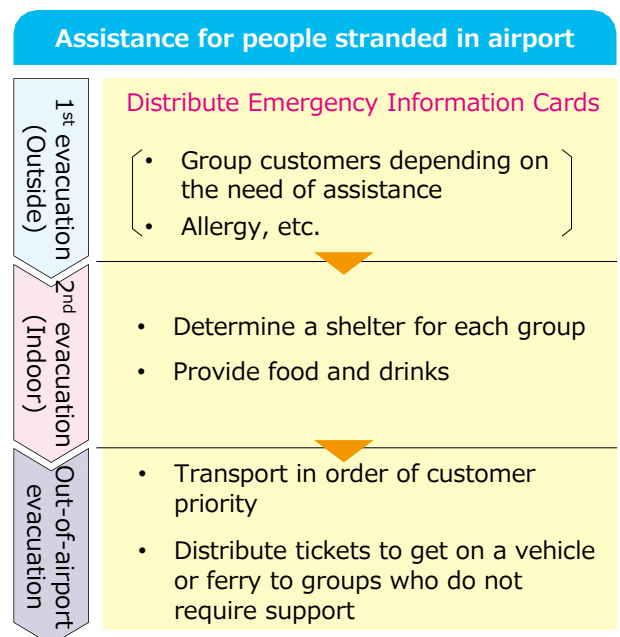 Assistance for people stranded in airport
1st evacuation
(Outside)
Distribute Emergency Information Cards
• Group customers depending on
the need of assistance
• Allergy, etc.
2nd evacuation
(Indoor)
• Determine a shelter for each group
• Provide food and drinks
Out-of-airport
evacuation
• Transport in order of customer
priority
• Distribute tickets to get on a vehicle
or ferry to groups who do not
require support